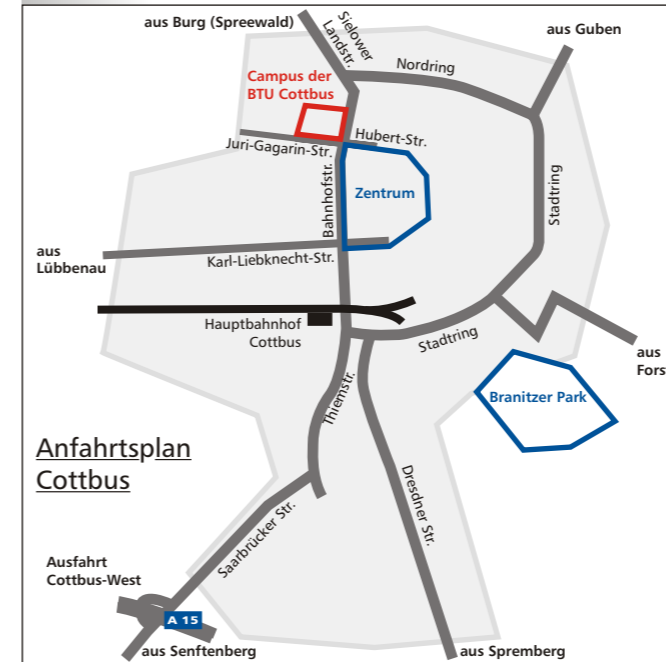 aus Burg (Spreewald)
Sielower
Landstr.
aus Guben
Nordring
Campus der
BTU Cottbus
Hubert-Str.
Juri-Gagarin-Str.
Bahnhofstr.
Zentrum
Stadtring
aus
Lübbenau
Karl-Liebknecht-Str.
Hauptbahnhof
Cottbus
Stadtring
aus
Forst
Thiemstr.
Branitzer Park
Anfahrtsplan
Cottbus
Dresdner Str.
Saarbrücker Str.
Ausfahrt
Cottbus-West
A 15
aus Senftenberg
aus Spremberg